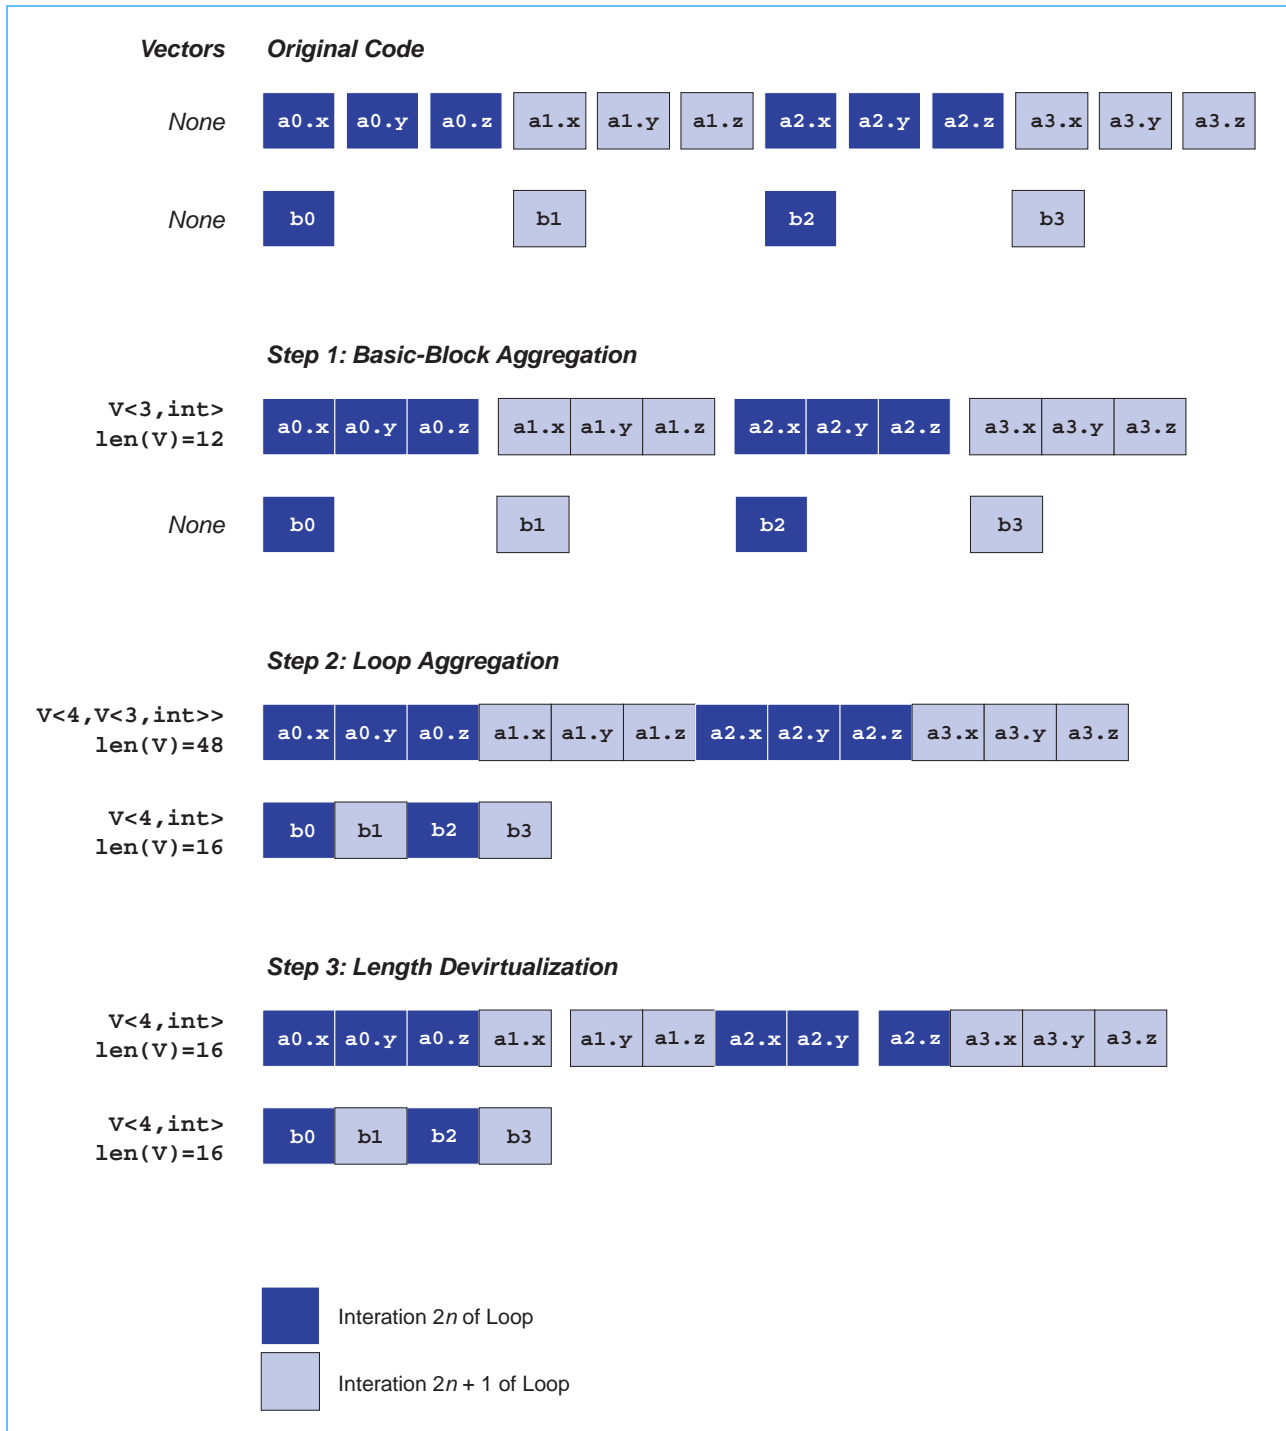 Vectors Original Code
None a0.x a0.y a0.z a1.x a1.y a1.z a2.x a2.y a2.z a3.x a3.y a3.z
None b0 b1 b2 b3
Step 1: Basic-Block Aggregation
V<3,int>
len(V)=12
a0.x a0.y a0.z a1.x a1.y a1.z a2.x a2.y a2.z a3.x a3.y a3.z
None b0 b1 b2 b3
Step 2: Loop Aggregation
V<4,V<3,int>>
len(V)=48
a0.x a0.y a0.z a1.x a1.y a1.z a2.x a2.y a2.z a3.x a3.y a3.z
V<4,int>
len(V)=16
b0 b1 b2 b3
Step 3: Length Devirtualization
V<4,int>
len(V)=16
a0.x a0.y a0.z a1.x a1.y a1.z a2.x a2.y a2.z a3.x a3.y a3.z
V<4,int>
len(V)=16
b0 b1 b2 b3
Interation 2n of Loop
Interation 2n + 1 of Loop